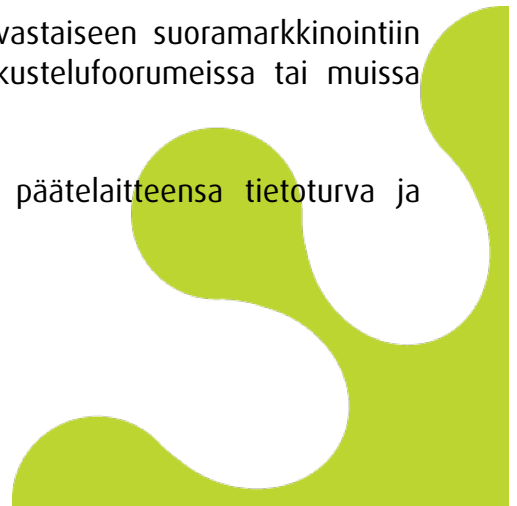 vastaiseen suoramarkkinointiin
kustelufoorumeissa tai muissa
päätelaitteensa tietoturva ja